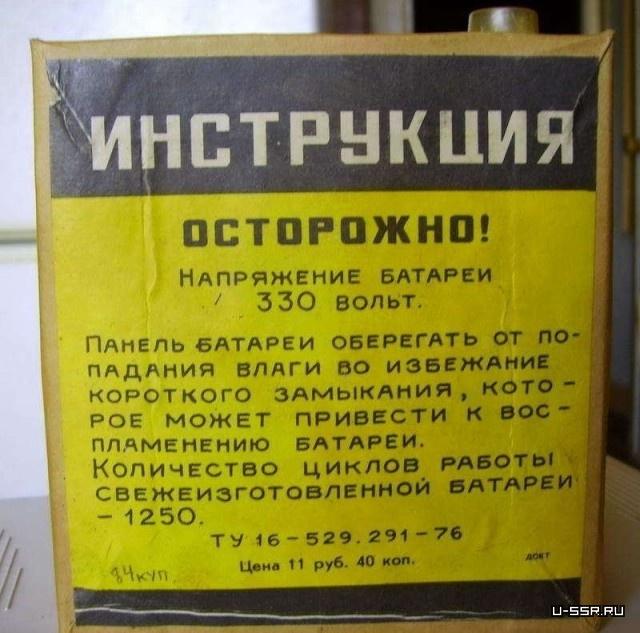 ИНСТРУКЦИЯ
ОСТОРОЖНО!
НАПРЯЖЕНИЕ БАТАРЕИ
330 ВОЛЬТ.
ПАНЕЛЬ БАТАРЕИ ОБЕРЕГАТЬ ОТ ПО-
ПАДАНИЯ ВЛАГИ ВО ИЗБЕЖАНИЕ
КОРОТКОГО ЗАМЫКАНИЯ, КОТО-
РОЕ МОЖЕТ ПРИВЕСТИ К ВОС-
ПЛАМЕНЕНИЮ БАТАРЕИ.
КОЛИЧЕСТВО ЦИКЛОВ РАБОТЫ
СВЕЖЕИЗГОТОВЛЕННОЙ БАТАРЕИ
- 1250.
ТУ 16-529.291-76
Цена 11 руб. 40 коп.
84 куп.
U-SSR.RU